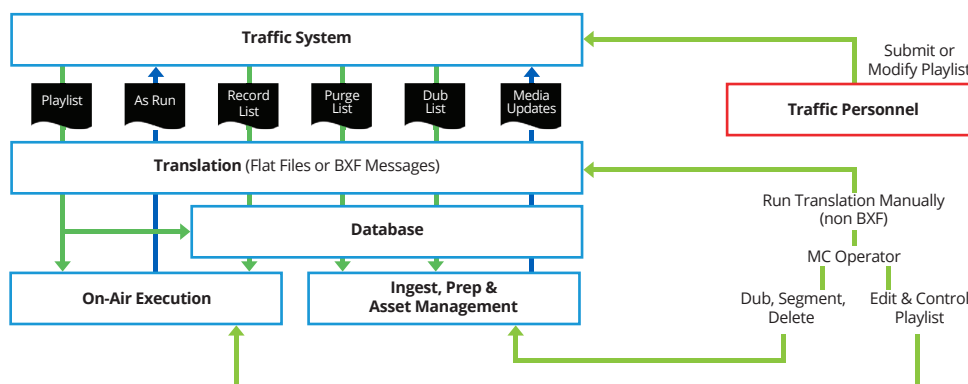 Traffic System
Submit or
Modify Playlist
Playlist
As Run
Record
List
Purge
List
Dub
List
Media
Updates
Traffic Personnel
Translation (Flat Files or BXF Messages)
Run Translation Manually
(non BXF)
Database
MC Operator
On-Air Execution
Ingest, Prep &
Asset Management
Dub, Segment,
Delete
Edit & Control
Playlist